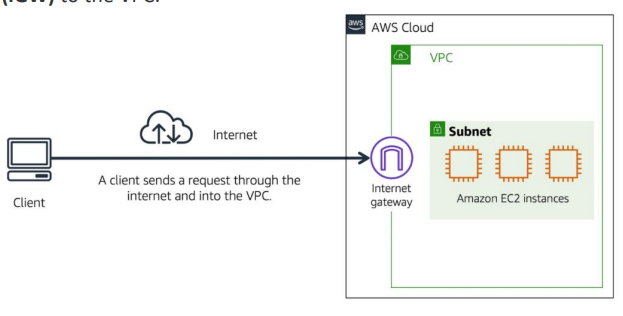 (IGW) to the VPC.
aws AWS Cloud
VPC
Internet
Subnet
A client sends a request through the
internet and into the VPC.
Client
Internet
gateway
Amazon EC2 instances